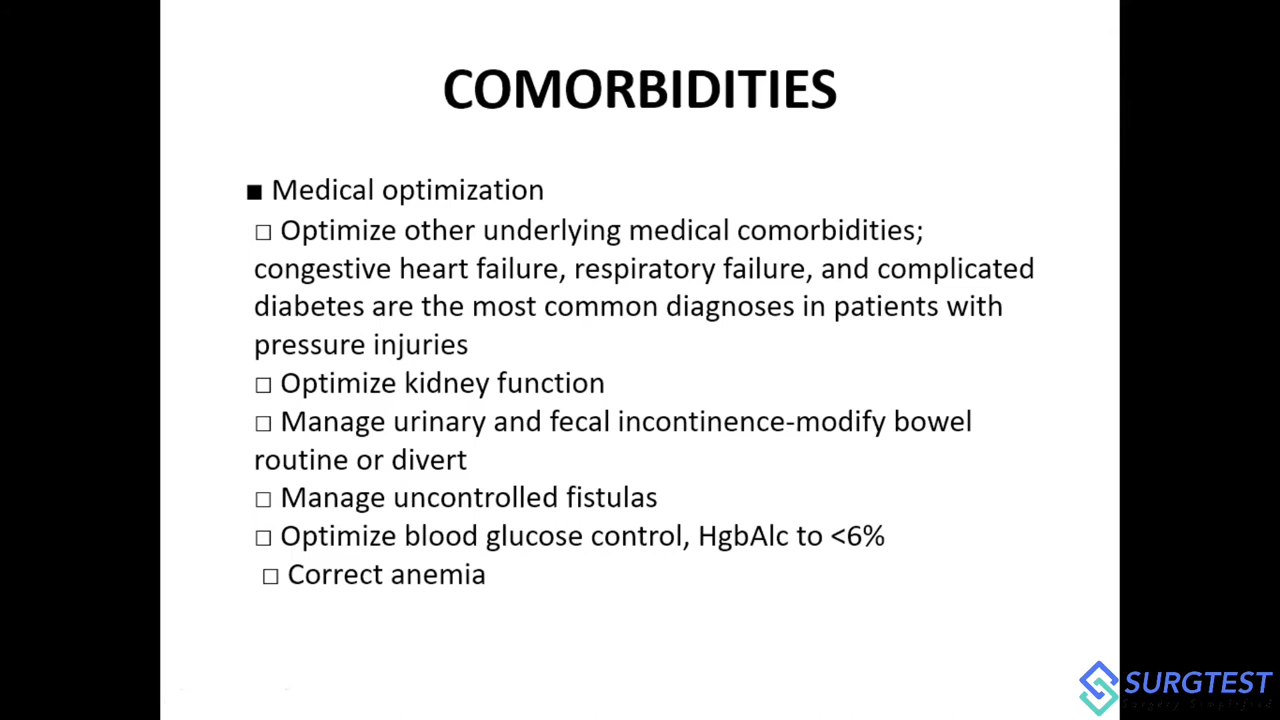 COMORBIDITIES
■ Medical optimization
□ Optimize other underlying medical comorbidities;
congestive heart failure, respiratory failure, and complicated
diabetes are the most common diagnoses in patients with
pressure injuries
□ Optimize kidney function
□ Manage urinary and fecal incontinence-modify bowel
routine or divert
□ Manage uncontrolled fistulas
□ Optimize blood glucose control, HgbAlc to <6%
□ Correct anemia
SURGTEST
Surgery Simplified